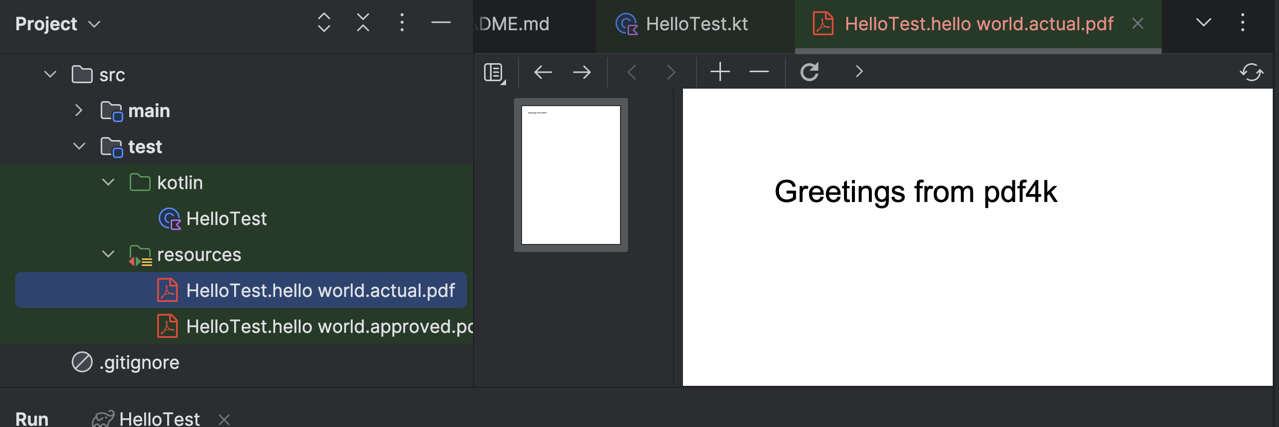 Project
DME.md
HelloTest.kt
HelloTest.hello world.actual.pdf
src
main
test
kotlin
HelloTest
resources
HelloTest.hello world.actual.pdf
HelloTest.hello world.approved.pd
.gitignore
Greetings from pdf4k
Run
HelloTest